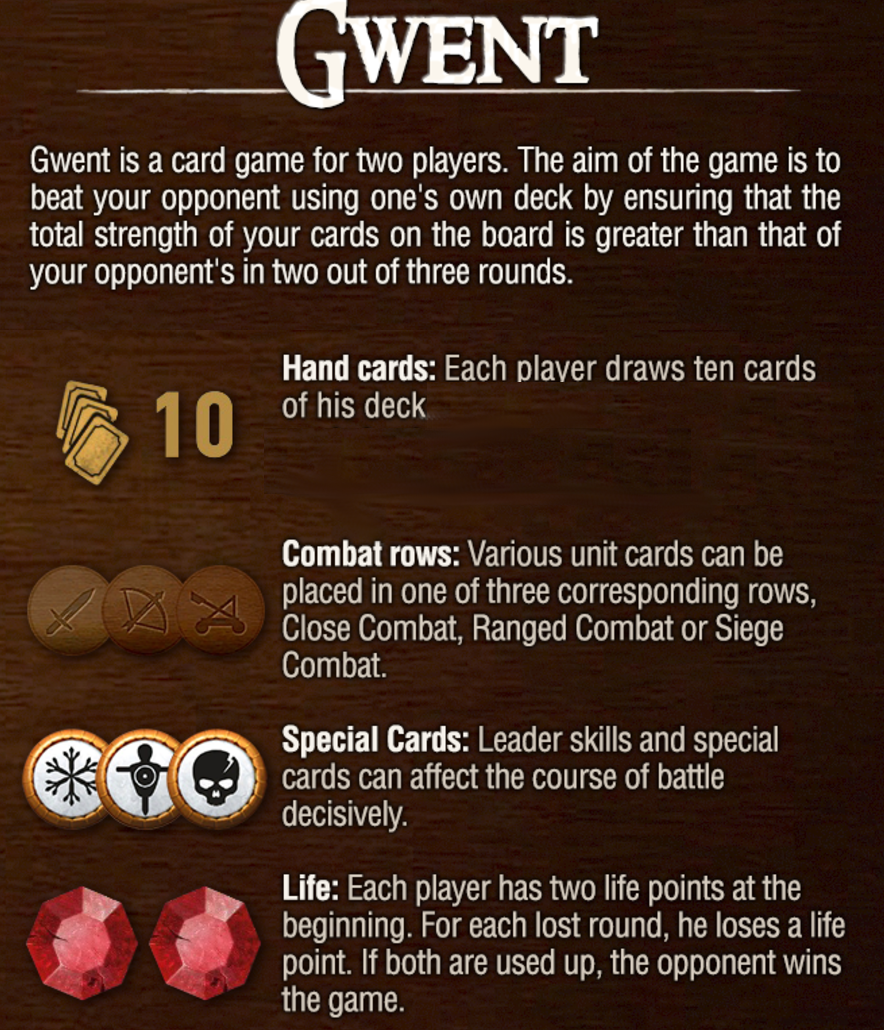 GWENT
Gwent is a card game for two players. The aim of the game is to
beat your opponent using one's own deck by ensuring that the
total strength of your cards on the board is greater than that of
your opponent's in two out of three rounds.
Hand cards: Each player draws ten cards
of his deck
10
Combat rows: Various unit cards can be
placed in one of three corresponding rows,
Close Combat, Ranged Combat or Siege
Combat.
Special Cards: Leader skills and special
cards can affect the course of battle
decisively.
Life: Each player has two life points at the
beginning. For each lost round, he loses a life
point. If both are used up, the opponent wins
the game.